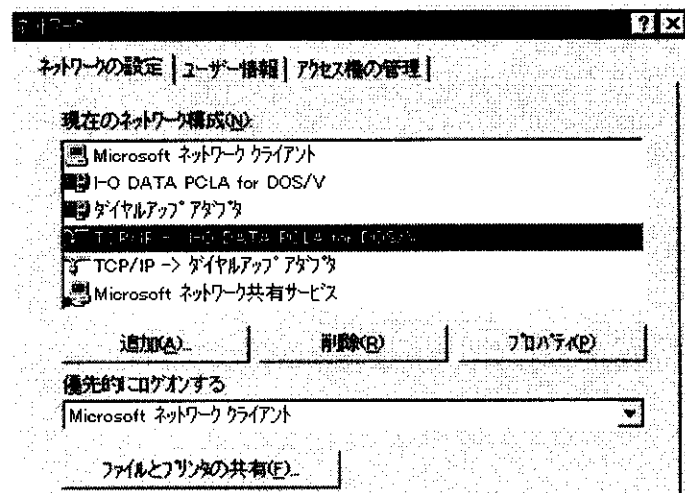 ネットワーク
ネットワークの設定 ユーザー情報 アクセス権の管理
現在のネットワーク構成(N):
Microsoft ネットワーク クライアント
I-O DATA PCLA for DOS/V
ダイヤルアップ アダプタ
TCP/IP -> I-O DATA PCLA for DOS/V
TCP/IP -> ダイヤルアップ アダプタ
Microsoft ネットワーク共有サービス
追加(A)... 削除(R) プロパティ(P)
優先的にログオンする
Microsoft ネットワーク クライアント
ファイルとプリンタの共有(F)...